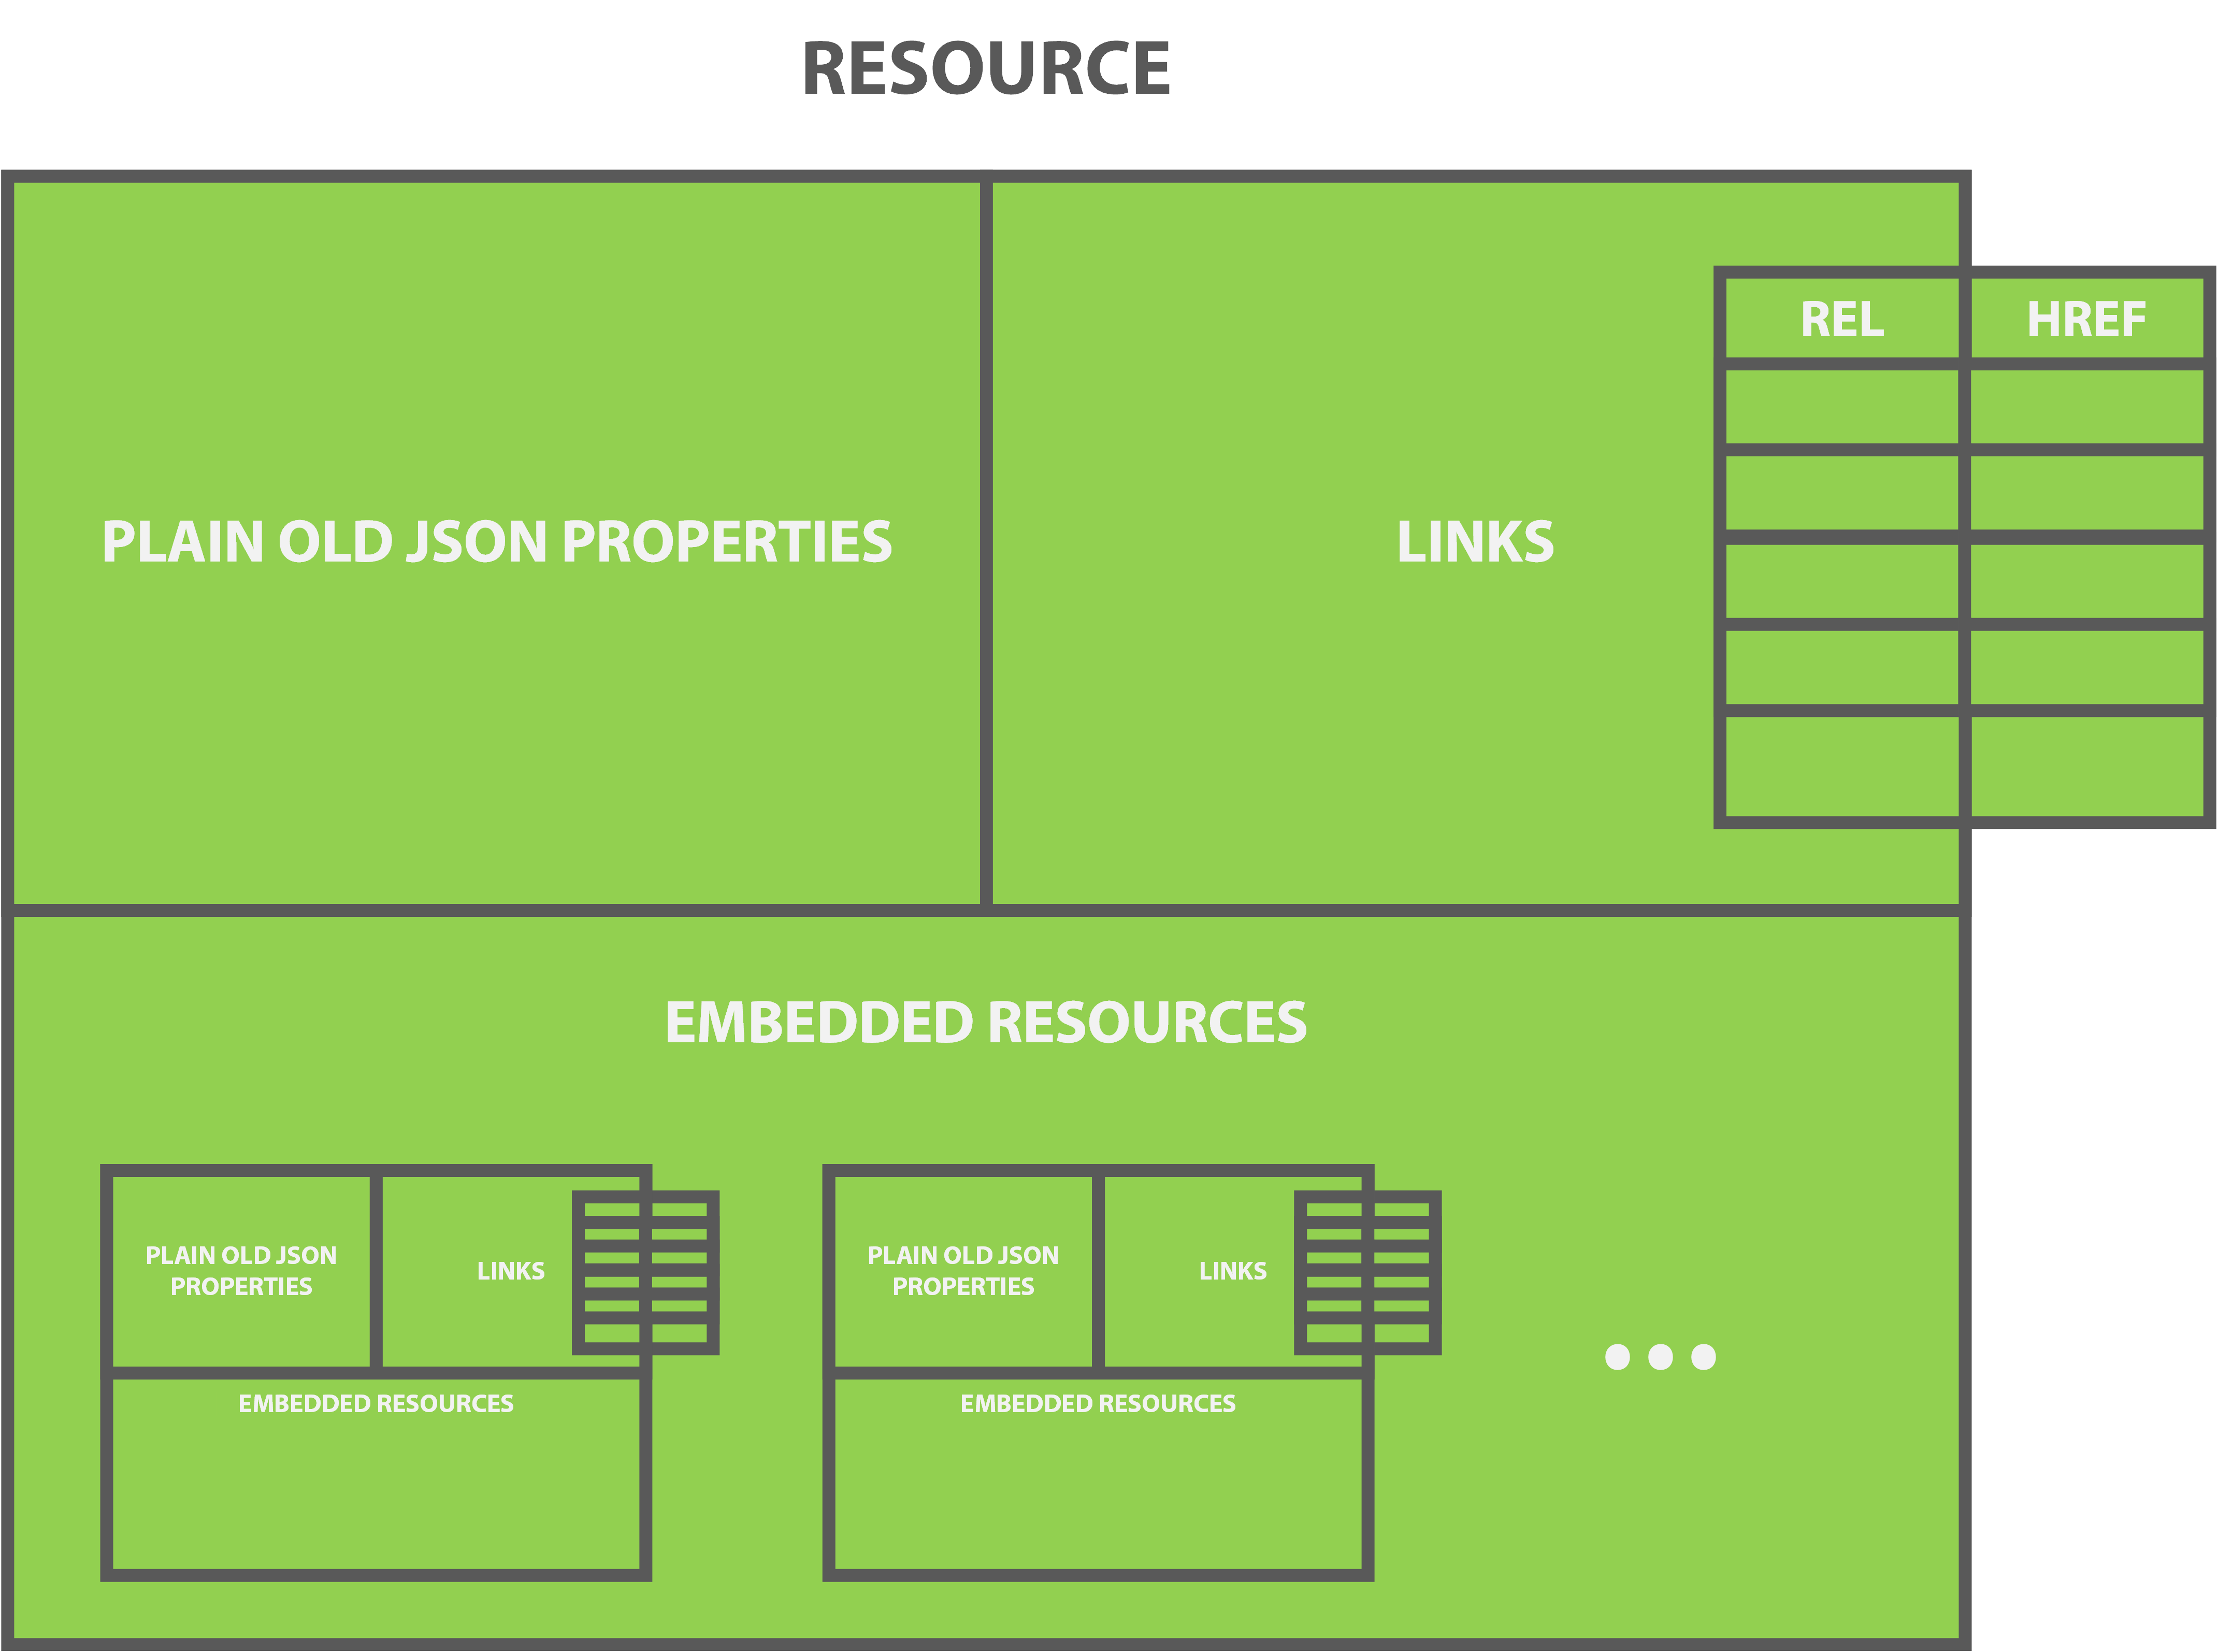 RESOURCE
PLAIN OLD JSON PROPERTIES
LINKS
REL
HREF
EMBEDDED RESOURCES
PLAIN OLD JSON
PROPERTIES
LINKS
EMBEDDED RESOURCES
PLAIN OLD JSON
PROPERTIES
LINKS
EMBEDDED RESOURCES
...